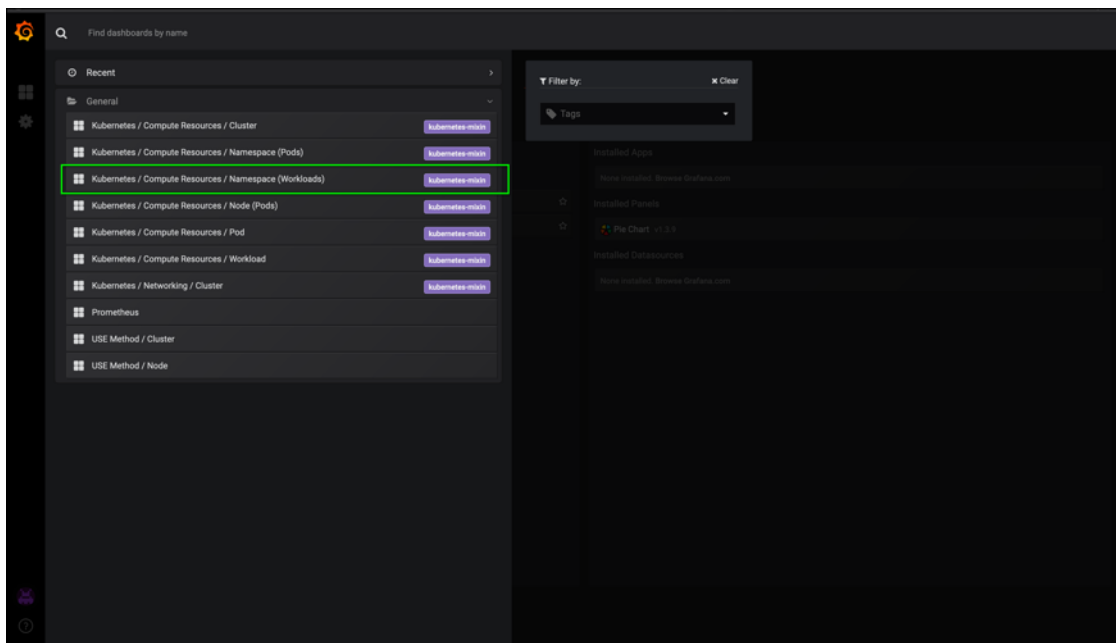 Find dashboards by name
Recent
General
Kubernetes / Compute Resources / Cluster
kubernetes-mixin
Kubernetes / Compute Resources / Namespace (Pods)
kubernetes-mixin
Kubernetes / Compute Resources / Namespace (Workloads)
kubernetes-mixin
Kubernetes / Compute Resources / Node (Pods)
kubernetes-mixin
Kubernetes / Compute Resources / Pod
kubernetes-mixin
Kubernetes / Compute Resources / Workload
kubernetes-mixin
Kubernetes / Networking / Cluster
kubernetes-mixin
Prometheus
USE Method / Cluster
USE Method / Node
Filter by:
Clear
Tags
Installed Apps
None installed. Browse Grafana.com
Installed Panels
Pie Chart v1.3.9
Installed Datasources
None installed. Browse Grafana.com